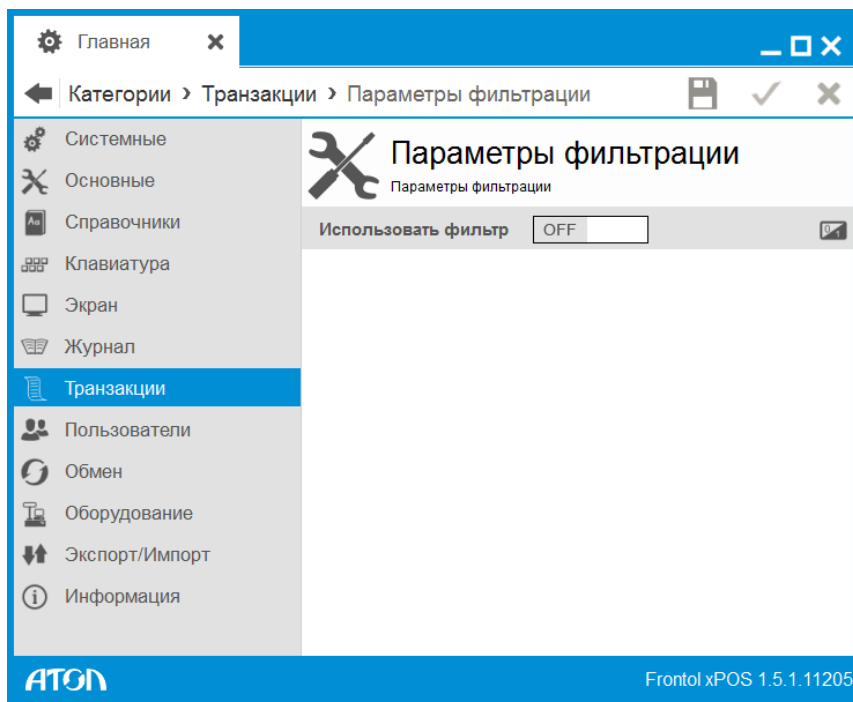 Главная
Категории › Транзакции › Параметры фильтрации
Системные
Основные
Справочники
Клавиатура
Экран
Журнал
Транзакции
Пользователи
Обмен
Оборудование
Экспорт/Импорт
Информация
Параметры фильтрации
Параметры фильтрации
Использовать фильтр OFF
АТОЛ
Frontol xPOS 1.5.1.11205